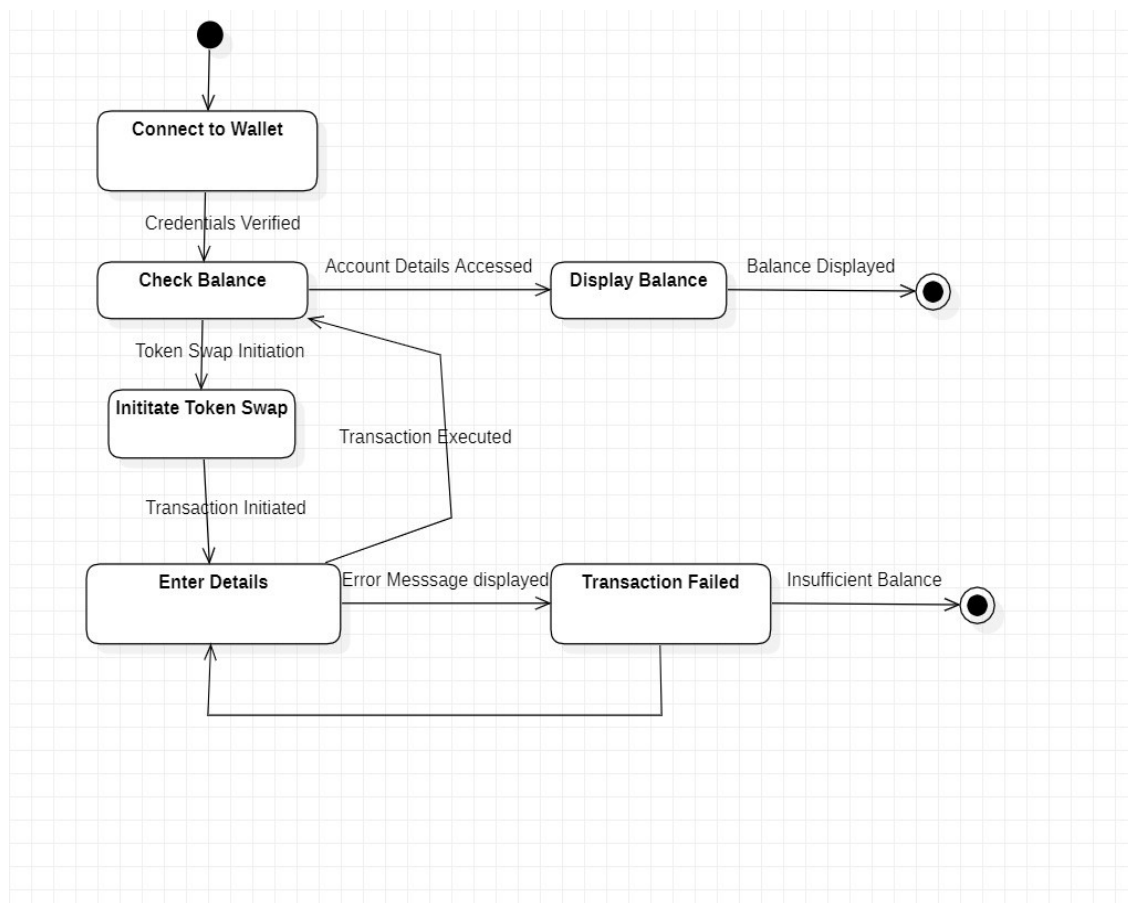 Connect to Wallet
Credentials Verified
Check Balance
Account Details Accessed
Display Balance
Balance Displayed
Token Swap Initiation
Inititate Token Swap
Transaction Executed
Transaction Initiated
Enter Details
Error Messsage displayed
Transaction Failed
Insufficient Balance